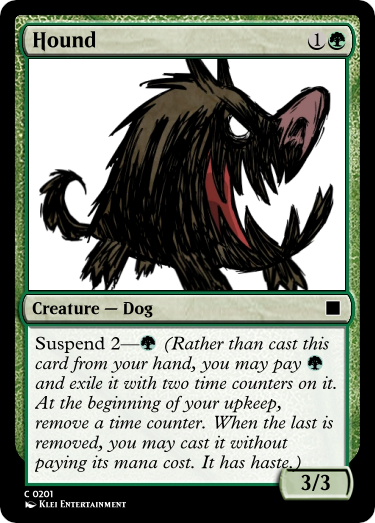 Hound 1
Creature — Dog
Suspend 2— (Rather than cast this
card from your hand, you may pay
and exile it with two time counters on it.
At the beginning of your upkeep,
remove a time counter. When the last is
removed, you may cast it without
paying its mana cost. It has haste.)
3/3
C 0201
Klei Entertainment